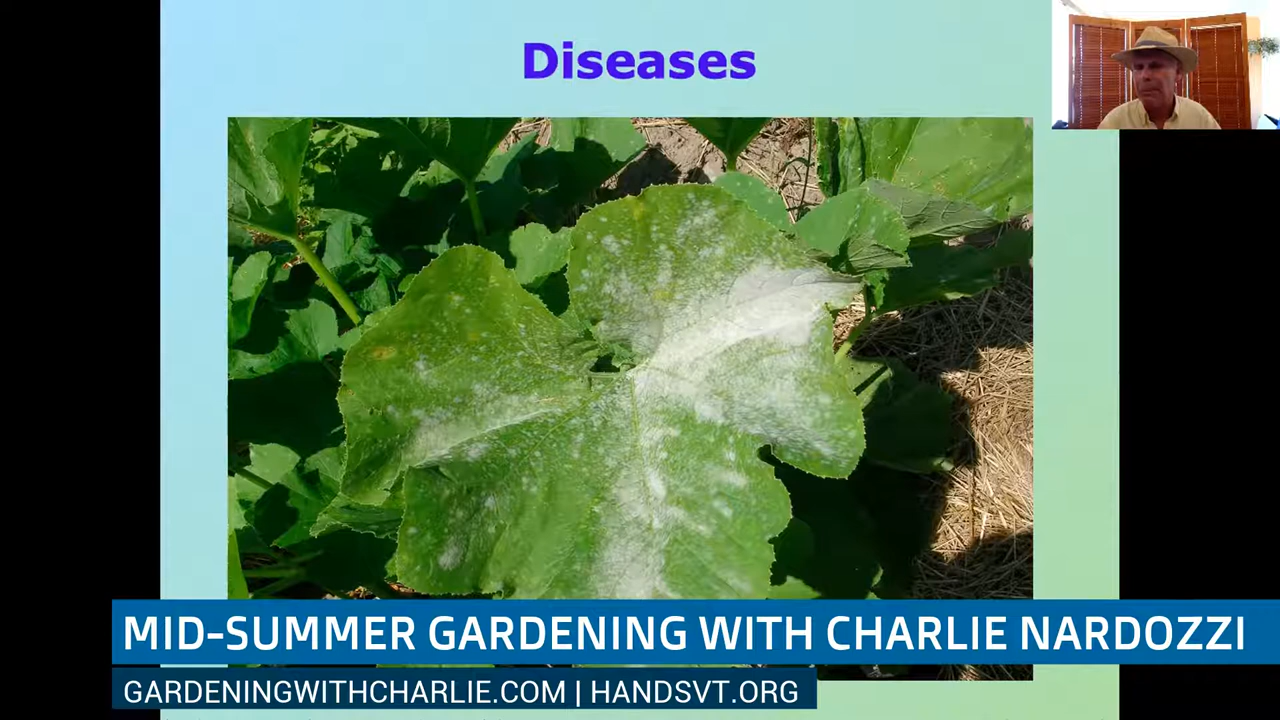 Diseases
MID-SUMMER GARDENING WITH CHARLIE NARDOZZI
GARDENINGWITHCHARLIE.COM | HANDSVT.ORG